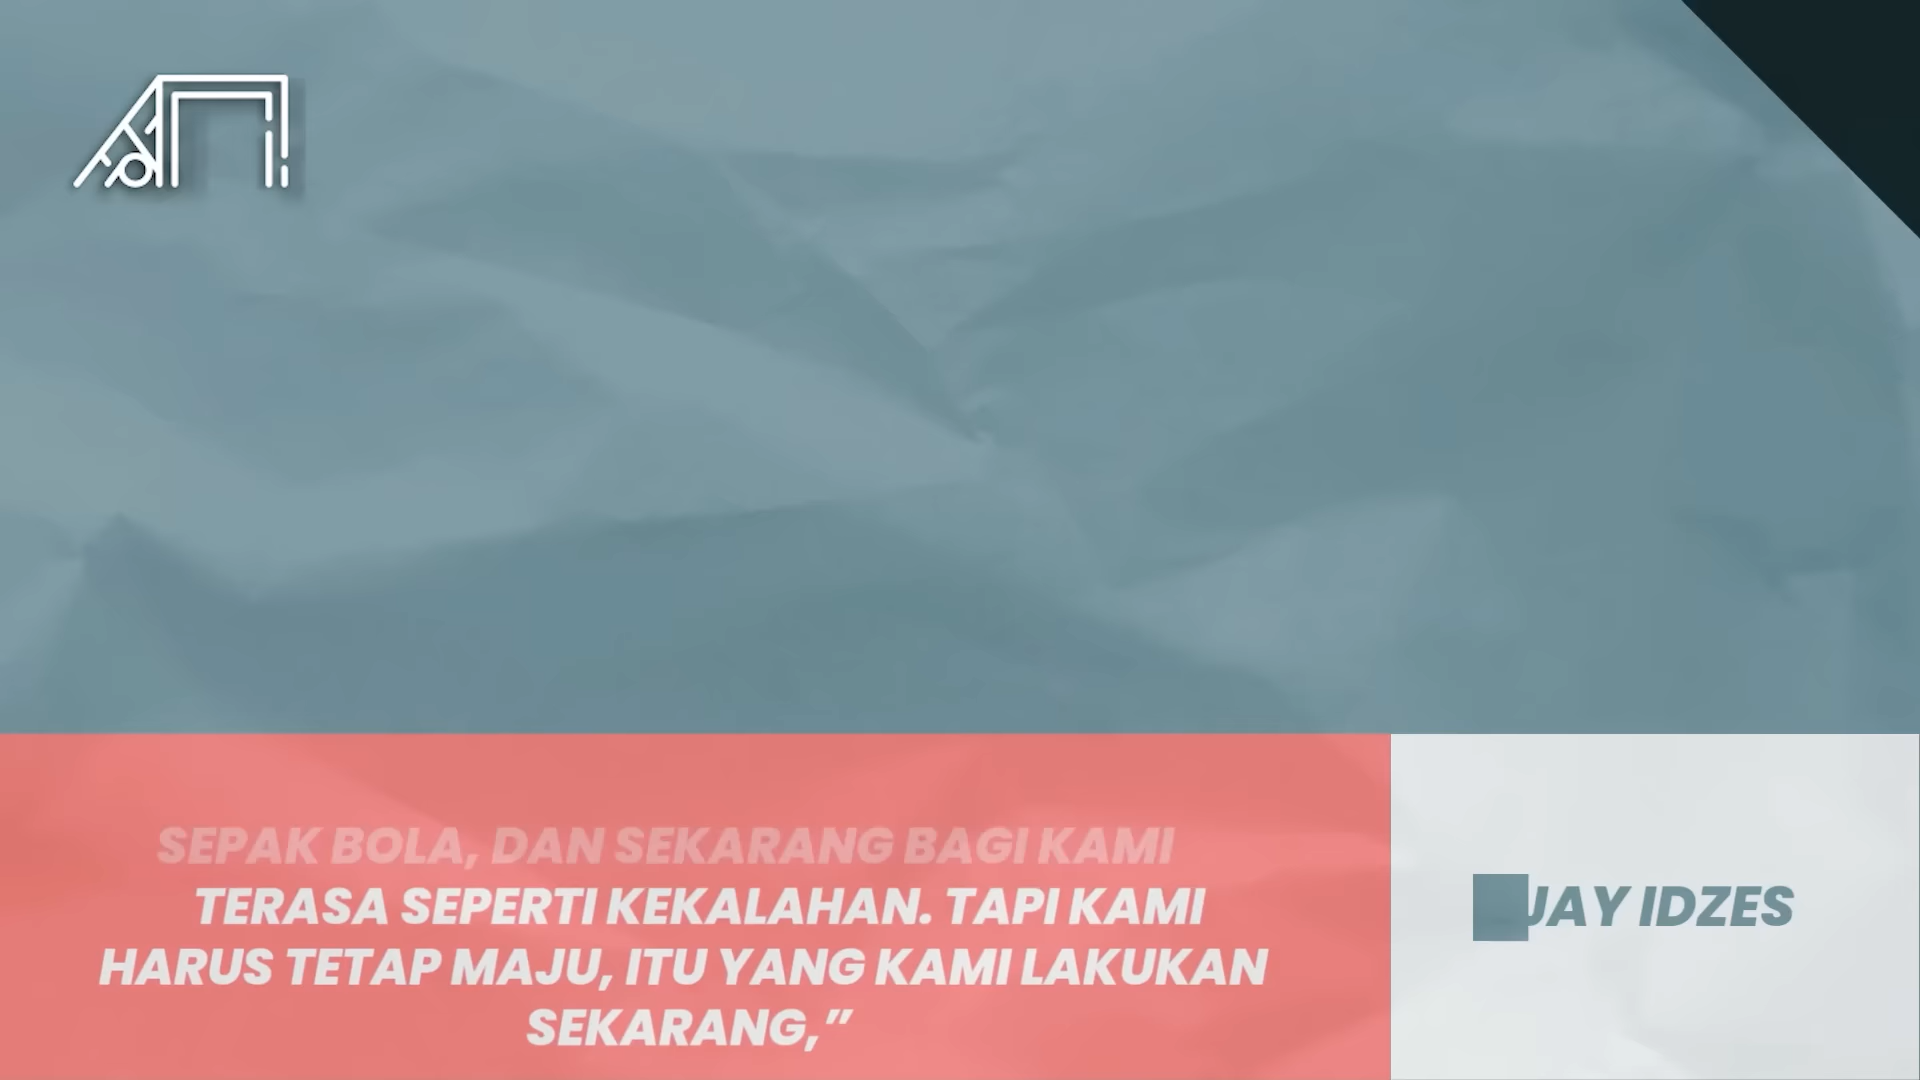 SEPAK BOLA, DAN SEKARANG BAGI KAMI
TERASA SEPERTI KEKALAHAN. TAPI KAMI
HARUS TETAP MAJU, ITU YANG KAMI LAKUKAN
SEKARANG,”
JAY IDZES